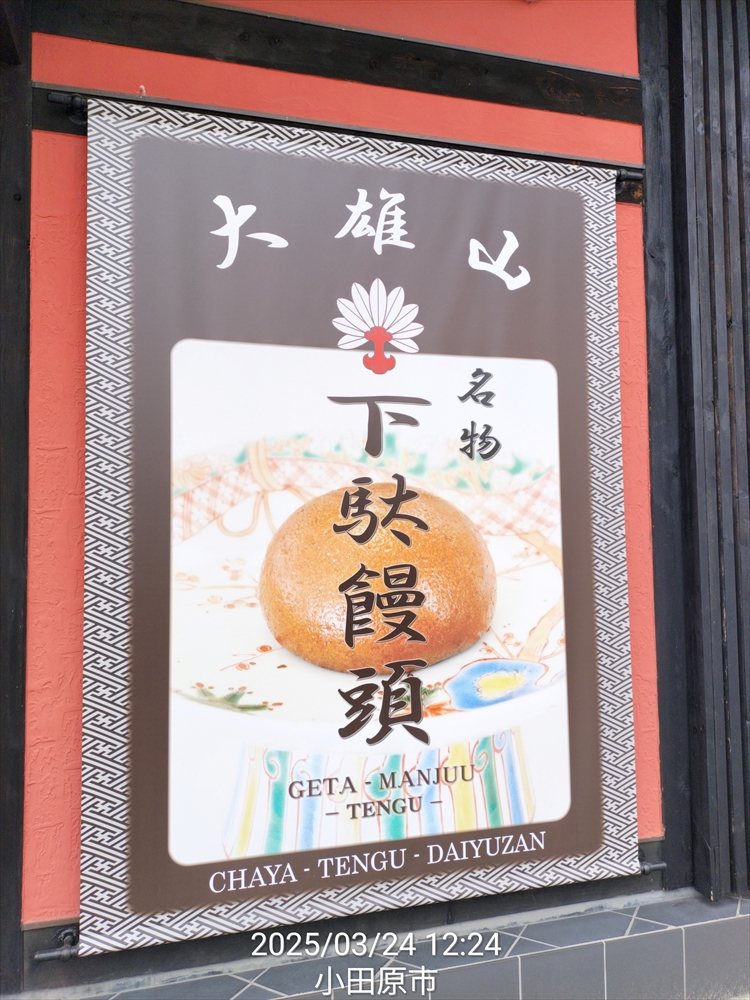 大雄山
名物
下駄饅頭
GETA - MANJUU
– TENGU –
CHAYA - TENGU - DAIYUZAN
2025/03/24 12:24
小田原市